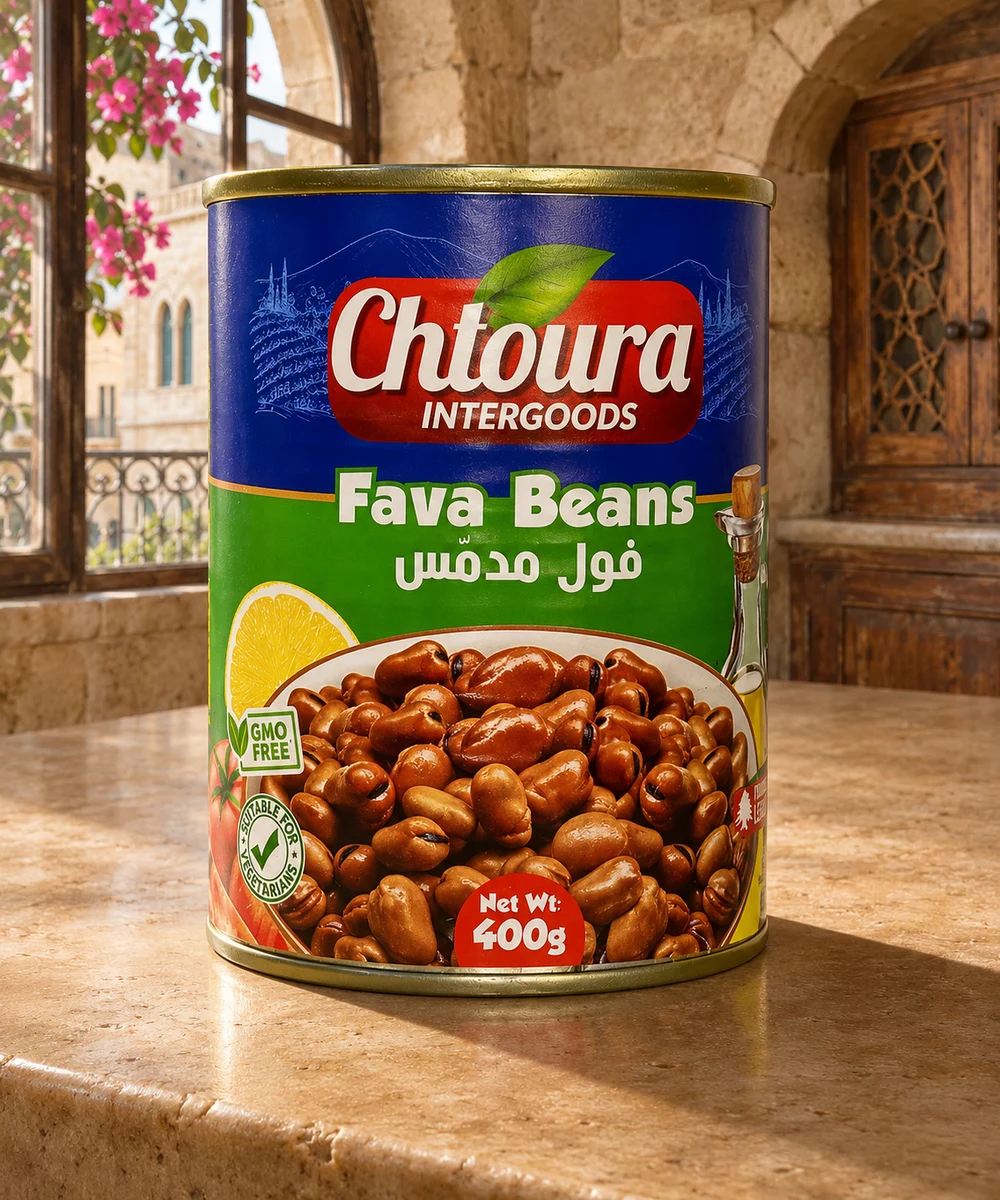 Chtoura
INTERGOODS
Fava Beans
فول مدمّس
GMO
FREE
SUITABLE FOR
VEGETARIANS
Net Wt:
400g